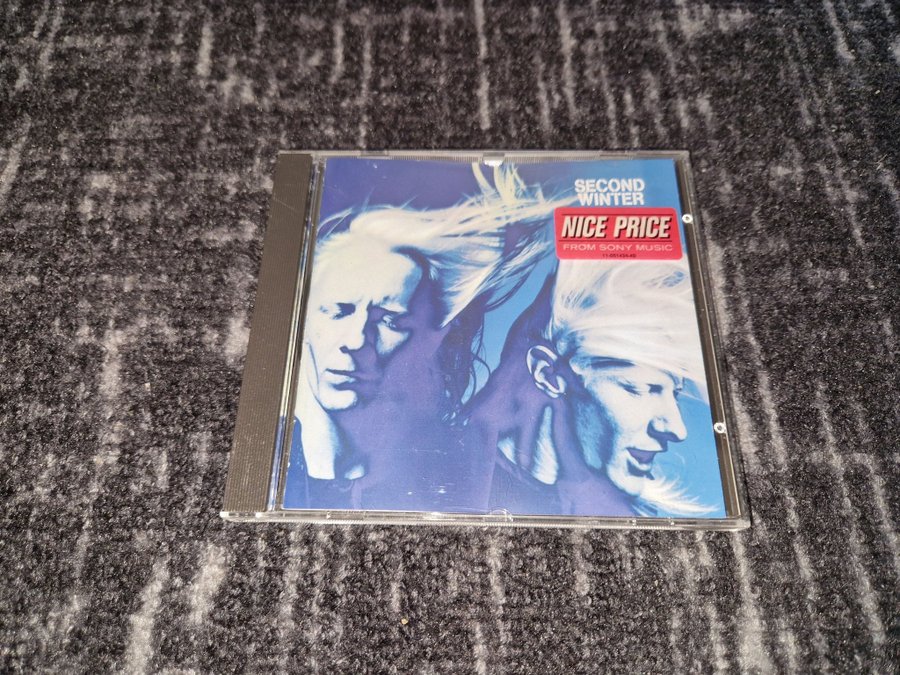 SECOND
WINTER
NICE PRICE
FROM SONY MUSIC